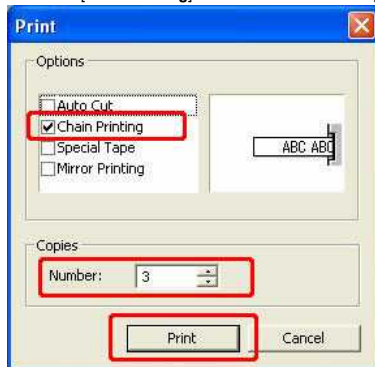 Print
Options
Auto Cut
Chain Printing
Special Tape
Mirror Printing
ABC ABC
Copies
Number: 3
Print Cancel